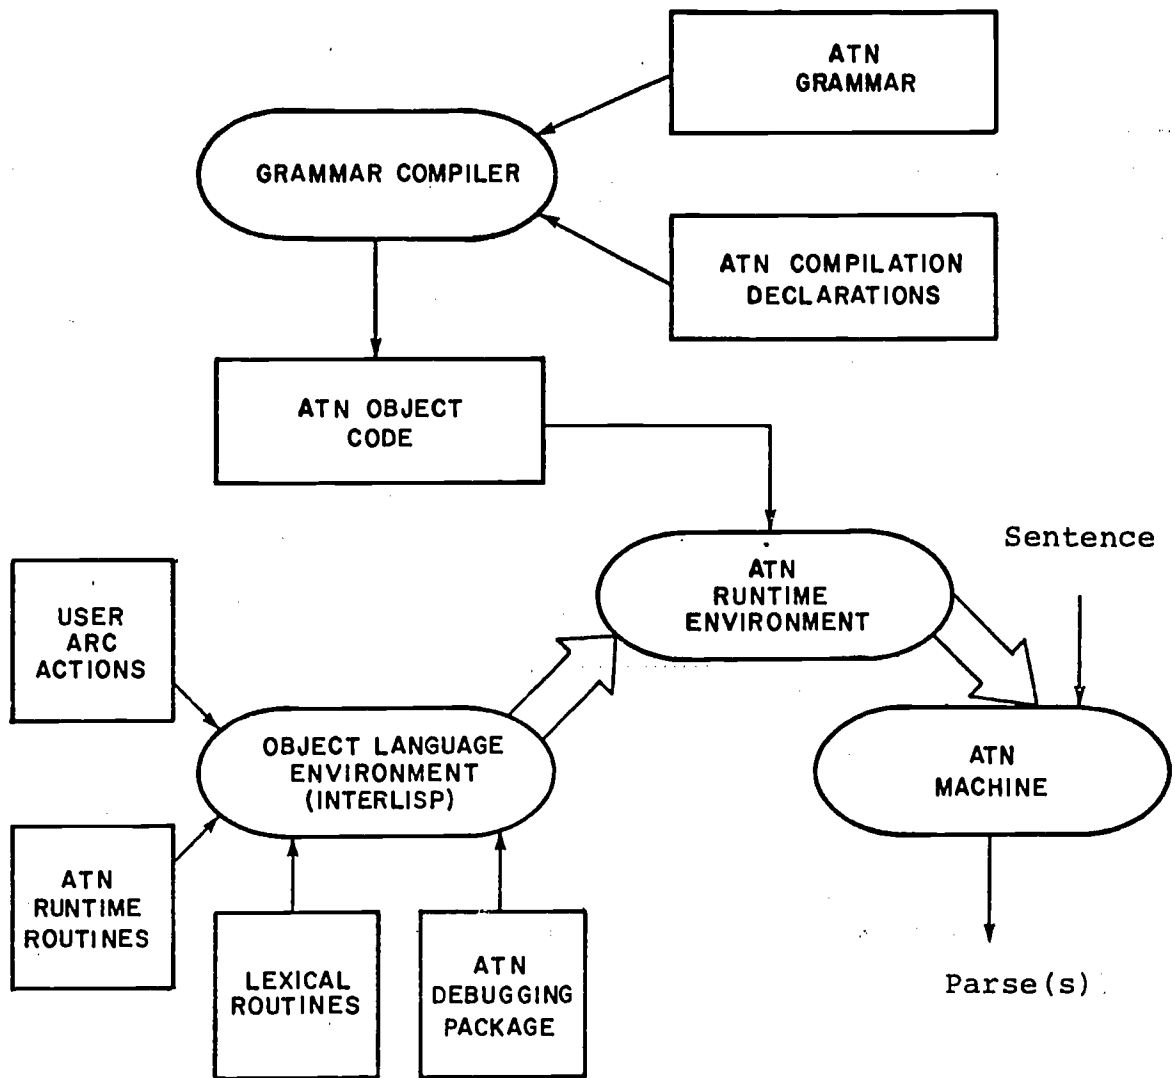 ATN
GRAMMAR
GRAMMAR COMPILER
ATN COMPILATION
DECLARATIONS
ATN OBJECT
CODE
Sentence
ATN
RUNTIME
ENVIRONMENT
USER
ARC
ACTIONS
OBJECT LANGUAGE
ENVIRONMENT
(INTERLISP)
ATN
MACHINE
ATN
RUNTIME
ROUTINES
LEXICAL
ROUTINES
ATN
DEBUGGING
PACKAGE
Parse(s)